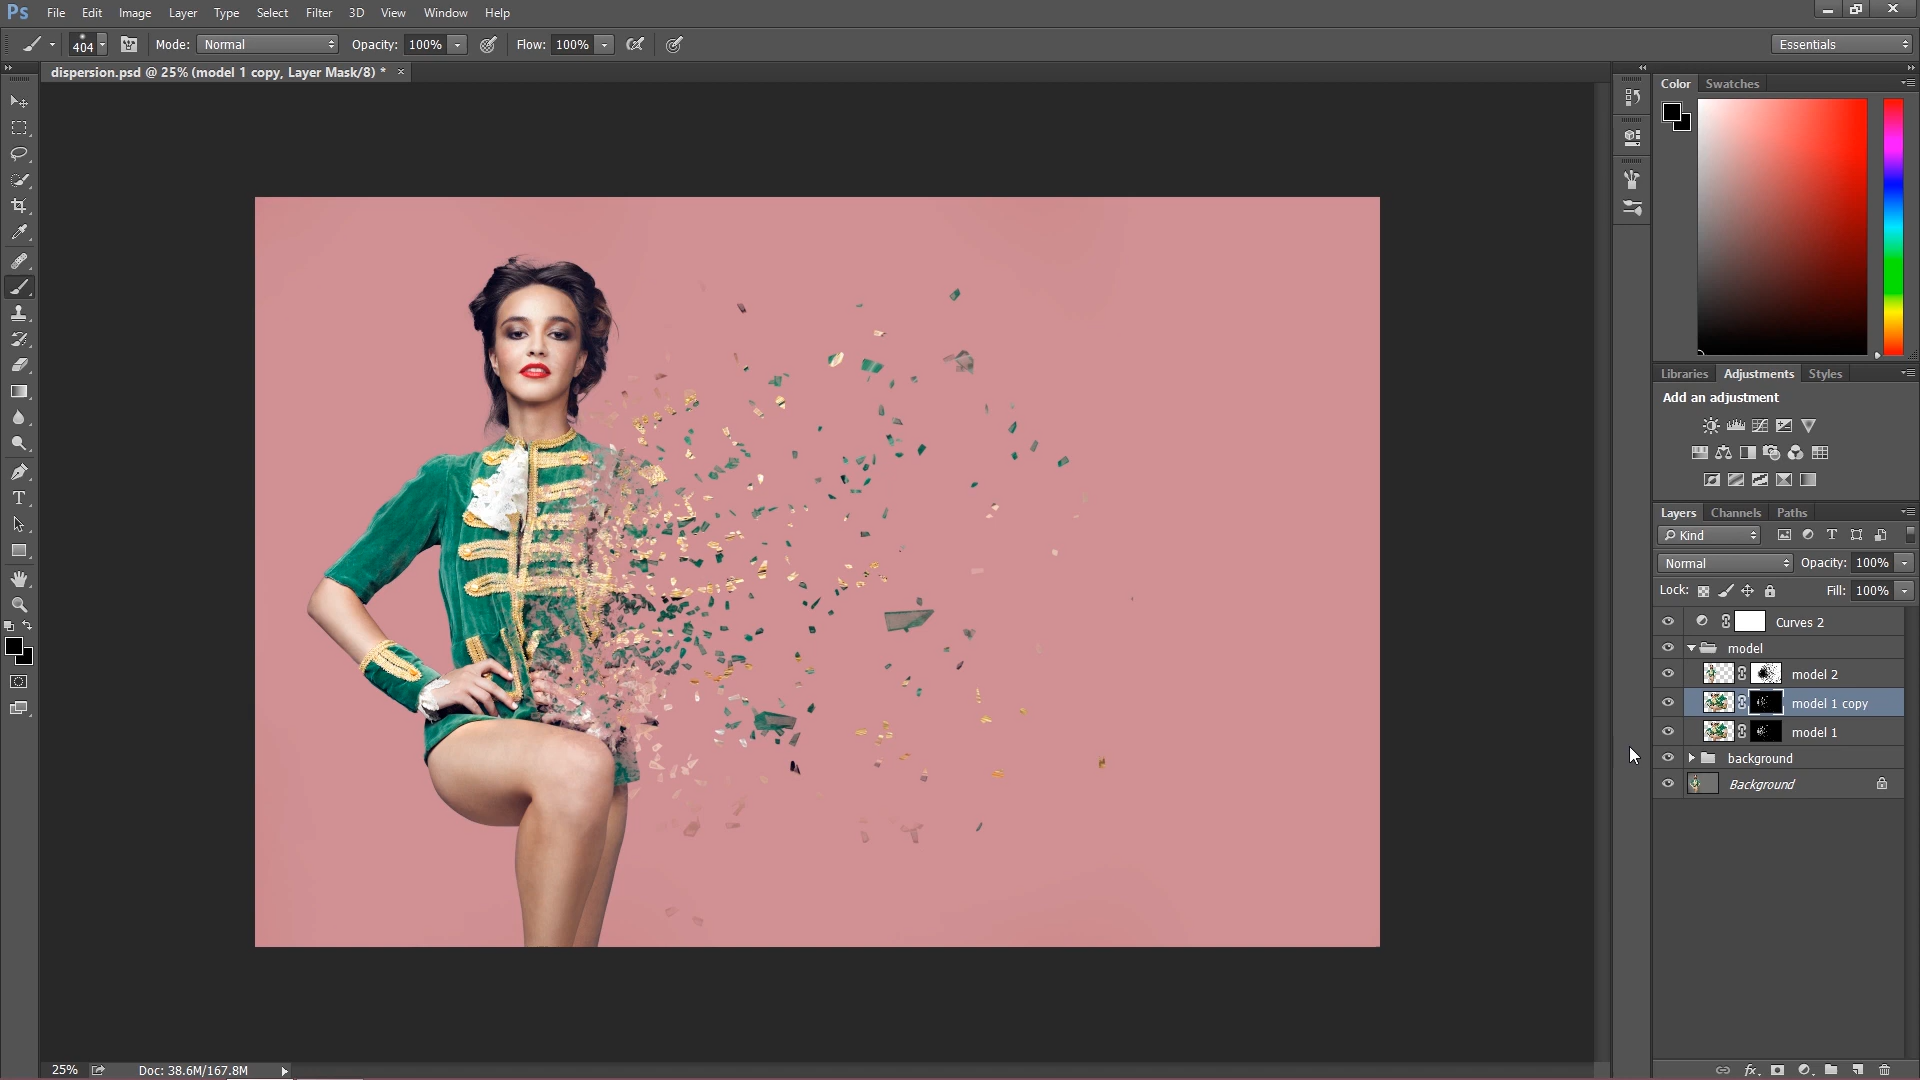 Ps File Edit Image Layer Type Select Filter 3D View Window Help
404 Mode: Normal Opacity: 100% Flow: 100% Essentials
dispersion.psd @ 25% (model 1 copy, Layer Mask/8) * ×
Color Swatches
Libraries Adjustments Styles
Add an adjustment
Layers Channels Paths
Kind T
Normal Opacity: 100%
Lock: Fill: 100%
Curves 2
model
model 2
model 1 copy
model 1
background
Background
25% Doc: 38.6M/167.8M
fx